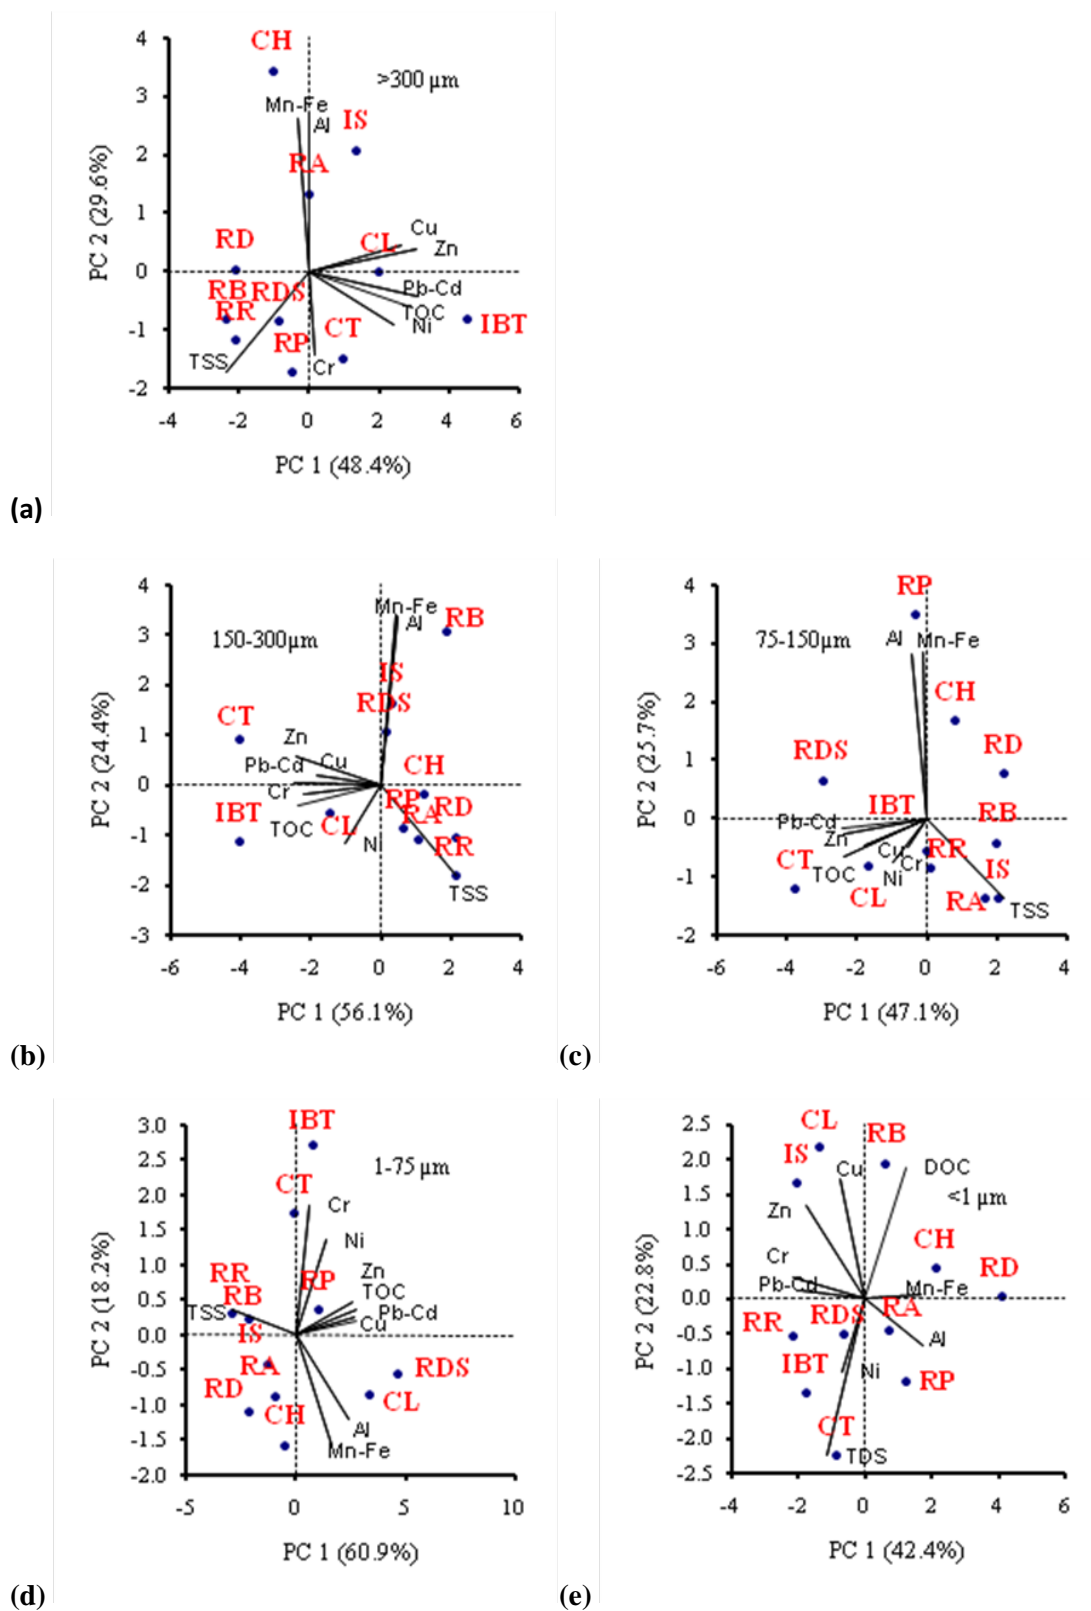 CH
>300 µm
Mn-Fe
Al
IS
RA
RD
CL
Cu
Zn
RB
RDS
RR
Pb-Cd
TOC
Ni
CT
IBT
RP
TSS
Cr
4
3
2
1
0
-1
-2
-4
-2
0
2
4
6
PC 2 (29.6%)
PC 1 (48.4%)
(a)
150-300µm
Mn-Fe
Al
RB
IS
RDS
CT
Zn
Pb-Cd
Cu
CH
Cr
RP
RA
RD
IBT
TOC
CL
Ni
RR
TSS
4
3
2
1
0
-1
-2
-3
-6
-4
-2
0
2
4
PC 2 (24.4%)
PC 1 (56.1%)
(b)
RP
75-150µm
Al
Mn-Fe
CH
RDS
RD
IBT
RB
Pb-Cd
Zn
Cu
Cr
RR
CT
TOC
Ni
IS
CL
RA
TSS
4
3
2
1
0
-1
-2
-6
-4
-2
0
2
4
PC 2 (25.7%)
PC 1 (47.1%)
(c)
IBT
1-75 µm
CT
Cr
Ni
RR
RP
Zn
RB
TOC
TSS
Pb-Cd
Cu
IS
RA
RDS
RD
CH
CL
Al
Mn-Fe
3.0
2.5
2.0
1.5
1.0
0.5
0.0
-0.5
-1.0
-1.5
-2.0
-5
0
5
10
PC 2 (18.2%)
PC 1 (60.9%)
(d)
CL
RB
IS
Cu
DOC
<1 µm
Zn
CH
Cr
RD
Pb-Cd
Mn-Fe
RR
RDS
RA
Al
IBT
Ni
RP
CT
TDS
2.5
2.0
1.5
1.0
0.5
0.0
-0.5
-1.0
-1.5
-2.0
-2.5
-4
-2
0
2
4
6
PC 2 (22.8%)
PC 1 (42.4%)
(e)